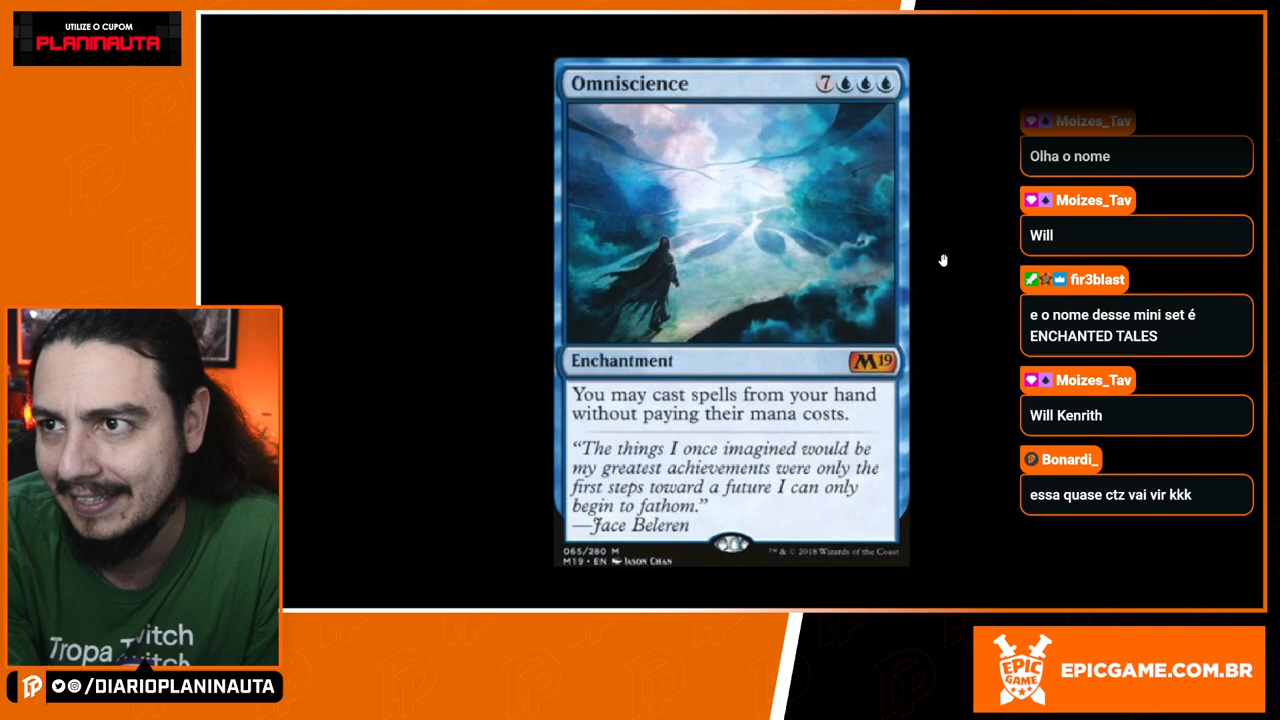 UTILIZE O CUPOM
PLANINAUTA
Omniscience
7
Enchantment
M19
You may cast spells from your hand
without paying their mana costs.
“The things I once imagined would be
my greatest achievements were only the
first steps toward a future I can only
begin to fathom.”
—Jace Beleren
065/280 M
M19 • EN JASON CHAN
™ & © 2018 Wizards of the Coast
Moizes_Tav
Olha o nome
Moizes_Tav
Will
fir3blast
e o nome desse mini set é
ENCHANTED TALES
Moizes_Tav
Will Kenrith
Bonardi_
essa quase ctz vai vir kkk
Tropa Twitch
/DIARIOPLANINAUTA
EPIC
GAME
EPICGAME.COM.BR